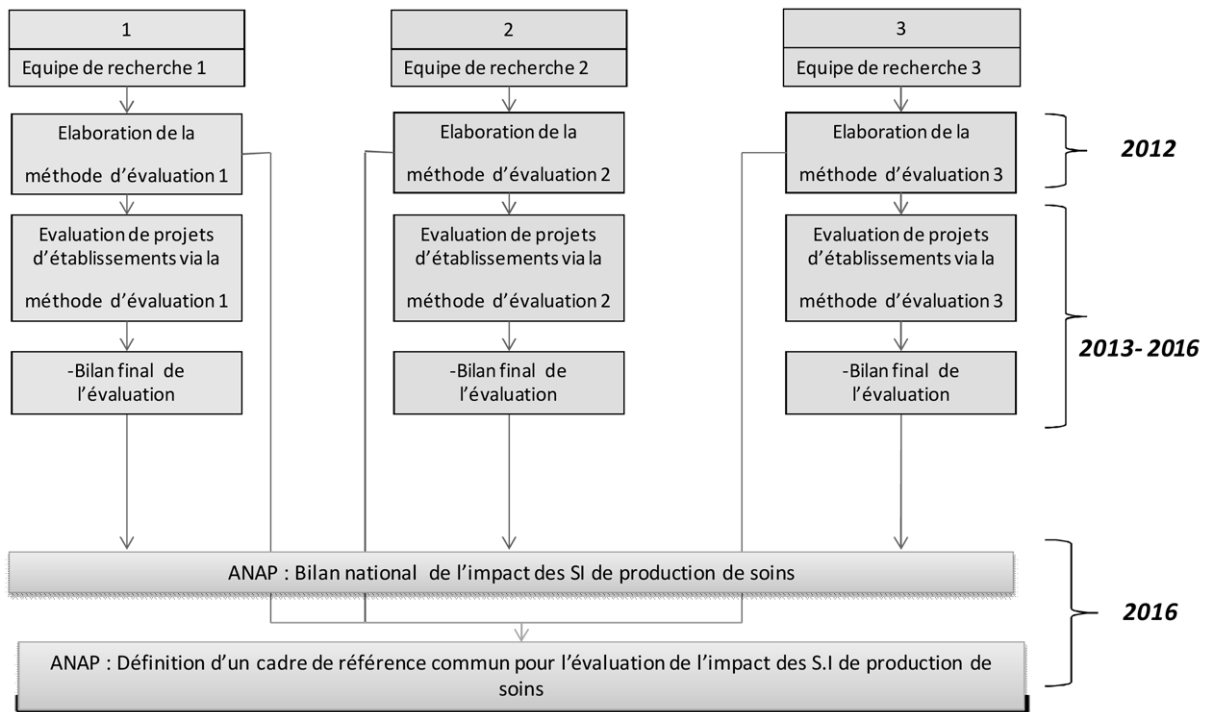 1
Equipe de recherche 1
Elaboration de la
méthode d'évaluation 1
Evaluation de projets
d'établissements via la
méthode d'évaluation 1
-Bilan final de
l'évaluation
2
Equipe de recherche 2
Elaboration de la
méthode d'évaluation 2
Evaluation de projets
d'établissements via la
méthode d'évaluation 2
-Bilan final de
l'évaluation
3
Equipe de recherche 3
Elaboration de la
méthode d'évaluation 3
Evaluation de projets
d'établissements via la
méthode d'évaluation 3
-Bilan final de
l'évaluation
2012
2013- 2016
ANAP : Bilan national de l'impact des SI de production de soins
ANAP : Définition d'un cadre de référence commun pour l'évaluation de l'impact des S.I de production de
soins
2016